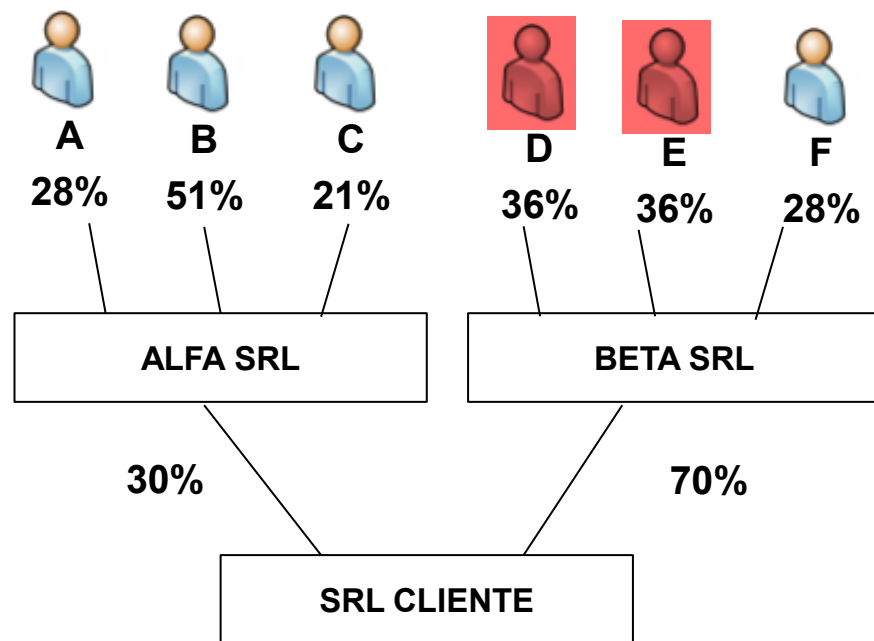 A B C D E F
28% 51% 21% 36% 36% 28%
ALFA SRL BETA SRL
30% 70%
SRL CLIENTE